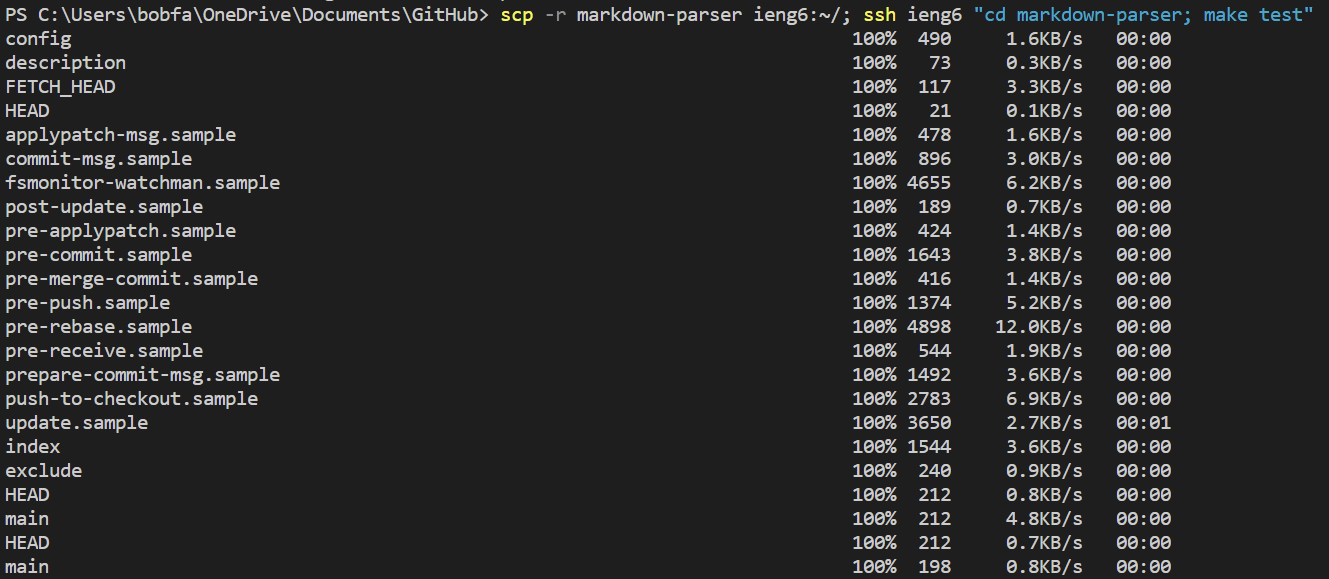 PS C:\Users\bobfa\OneDrive\Documents\GitHub> scp -r markdown-parser ieng6:~/; ssh ieng6 "cd markdown-parser; make test"
config 100% 490 1.6KB/s 00:00
description 100% 73 0.3KB/s 00:00
FETCH_HEAD 100% 117 3.3KB/s 00:00
HEAD 100% 21 0.1KB/s 00:00
applypatch-msg.sample 100% 478 1.6KB/s 00:00
commit-msg.sample 100% 896 3.0KB/s 00:00
fsmonitor-watchman.sample 100% 4655 6.2KB/s 00:00
post-update.sample 100% 189 0.7KB/s 00:00
pre-applypatch.sample 100% 424 1.4KB/s 00:00
pre-commit.sample 100% 1643 3.8KB/s 00:00
pre-merge-commit.sample 100% 416 1.4KB/s 00:00
pre-push.sample 100% 1374 5.2KB/s 00:00
pre-rebase.sample 100% 4898 12.0KB/s 00:00
pre-receive.sample 100% 544 1.9KB/s 00:00
prepare-commit-msg.sample 100% 1492 3.6KB/s 00:00
push-to-checkout.sample 100% 2783 6.9KB/s 00:00
update.sample 100% 3650 2.7KB/s 00:01
index 100% 1544 3.6KB/s 00:00
exclude 100% 240 0.9KB/s 00:00
HEAD 100% 212 0.8KB/s 00:00
main 100% 212 4.8KB/s 00:00
HEAD 100% 212 0.7KB/s 00:00
main 100% 198 0.8KB/s 00:00